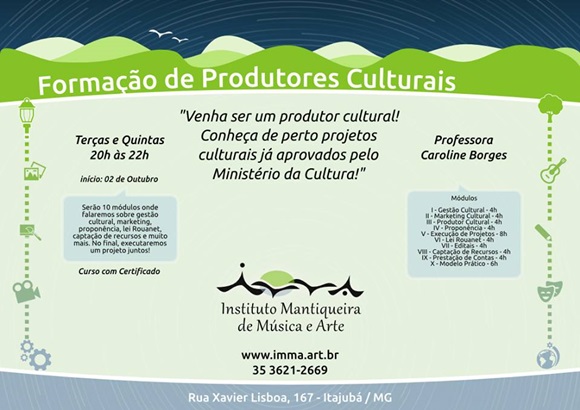 Formação de Produtores Culturais
"Venha ser um produtor cultural!
Conheça de perto projetos
culturais já aprovados pelo
Ministério da Cultura!"
Terças e Quintas
20h às 22h
início: 02 de Outubro
Serão 10 módulos onde
falaremos sobre gestão
cultural, marketing,
proponência, lei Rouanet,
captação de recursos e muito
mais. No final, executaremos
um projeto juntos!
Curso com Certificado
Professora
Caroline Borges
Módulos
I - Gestão Cultural - 4h
II - Marketing Cultural - 4h
III - Produtor Cultural - 4h
IV - Proponência - 4h
V - Execução de Projetos - 8h
VI - Lei Rouanet - 4h
VII - Editais - 4h
VIII - Captação de Recursos - 4h
IX - Prestação de Contas - 4h
X - Modelo Prático - 6h
imma
Instituto Mantiqueira
de Música e Arte
www.imma.art.br
35 3621-2669
Rua Xavier Lisboa, 167 - Itajubá / MG